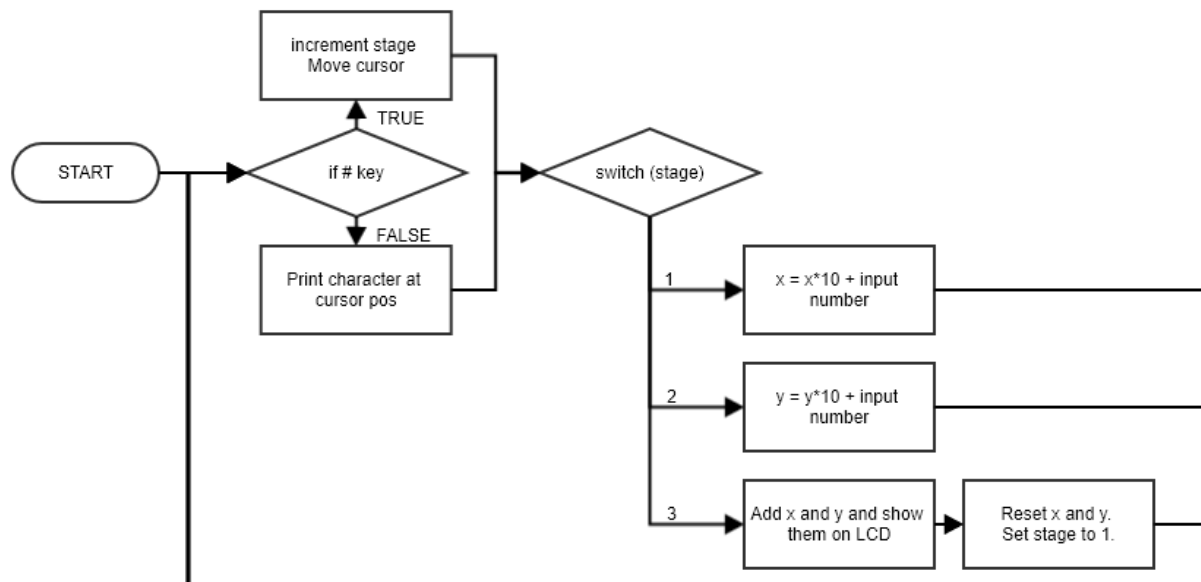 increment stage
Move cursor
TRUE
START
if # key
switch (stage)
FALSE
Print character at
cursor pos
1
x = x*10 + input
number
2
y = y*10 + input
number
3
Add x and y and show
them on LCD
Reset x and y.
Set stage to 1.